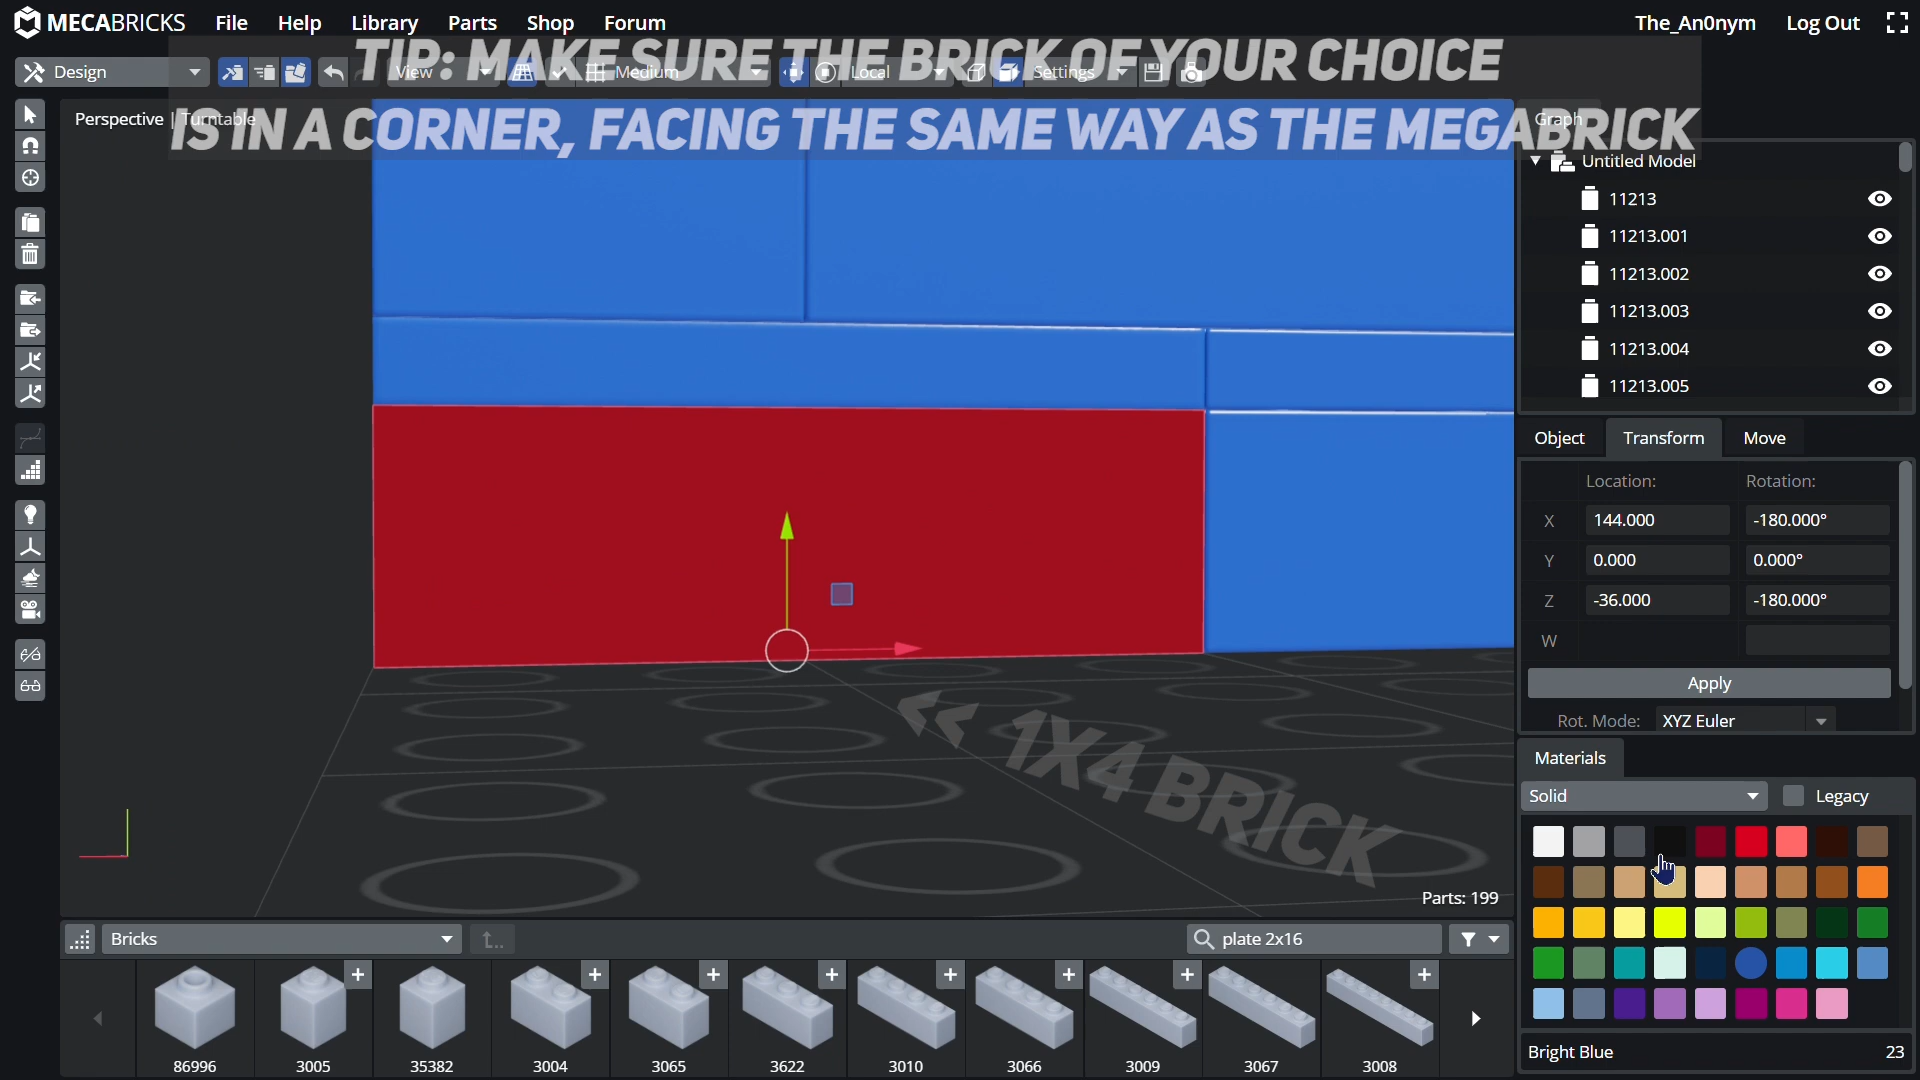 MECABRICKS File Help Library Parts Shop Forum The_An0nym Log Out
TIP: MAKE SURE THE BRICK OF YOUR CHOICE
Design View Medium Local Settings
IS IN A CORNER, FACING THE SAME WAY AS THE MEGABRICK
Perspective | Turntable
Graph
Untitled Model
11213
11213.001
11213.002
11213.003
11213.004
11213.005
Object Transform Move
Location: Rotation:
X 144.000 -180.000°
Y 0.000 0.000°
Z -36.000 -180.000°
W
Apply
Rot. Mode: XYZ Euler
<< 1X4 BRICK
Materials
Solid Legacy
Parts: 199
Bricks plate 2x16
86996 3005 35382 3004 3065 3622 3010 3066 3009 3067 3008
Bright Blue 23